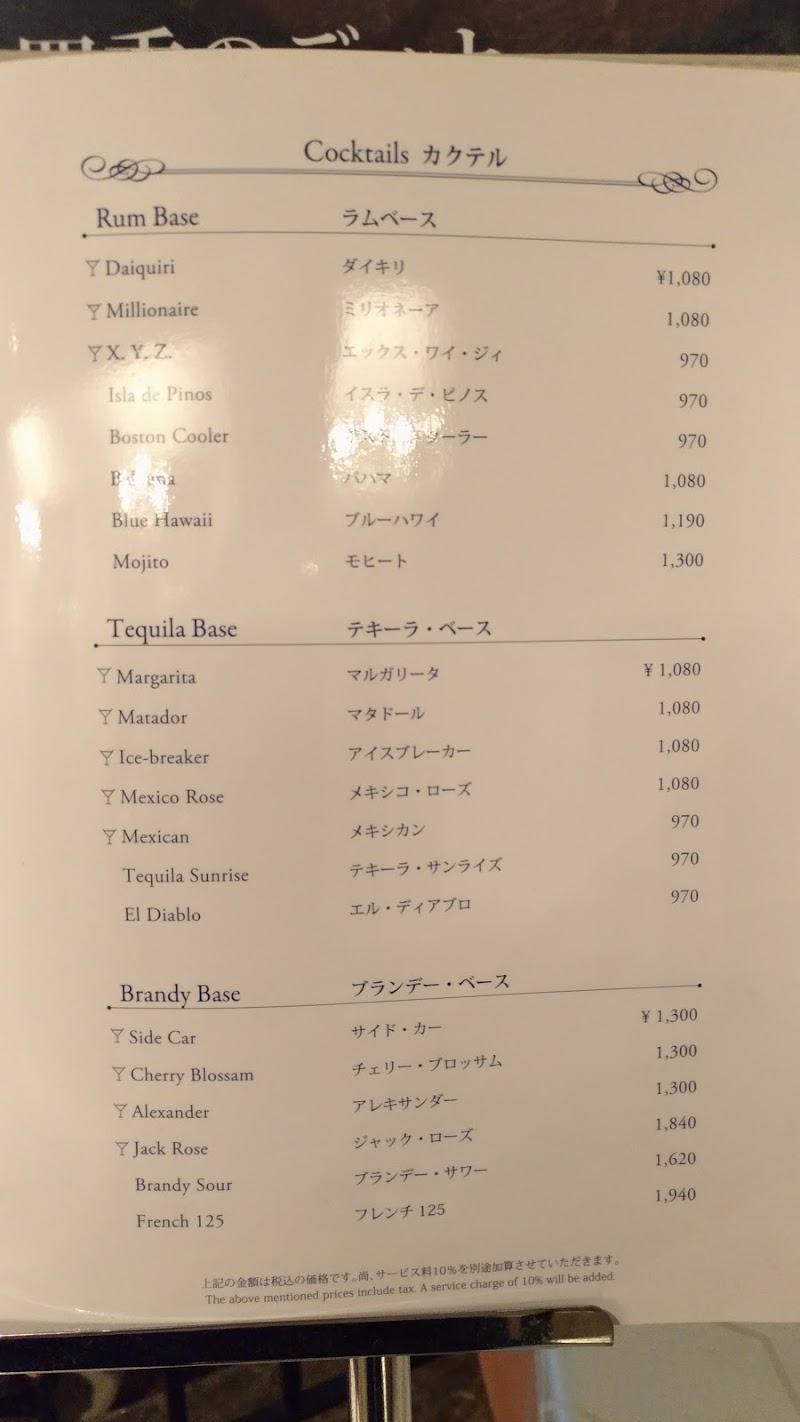 四季のディナ
Cocktails カクテル
Rum Base ラムベース
Daiquiri ダイキリ ¥1,080
Millionaire ミリオネーア 1,080
X. Y. Z. エックス・ワイ・ジィ 970
Isla de Pinos イスラ・デ・ピノス 970
Boston Cooler クーラー 970
バハマ 1,080
Blue Hawaii ブルーハワイ 1,190
Mojito モヒート 1,300
Tequila Base テキーラ・ベース
Margarita マルガリータ ¥ 1,080
Matador マタドール 1,080
Ice-breaker アイスブレーカー 1,080
Mexico Rose メキシコ・ローズ 1,080
Mexican メキシカン 970
Tequila Sunrise テキーラ・サンライズ 970
El Diablo エル・ディアブロ 970
Brandy Base ブランデー・ベース
Side Car サイド・カー ¥ 1,300
Cherry Blossam チェリー・ブロッサム 1,300
Alexander アレキサンダー 1,300
Jack Rose ジャック・ローズ 1,840
Brandy Sour ブランデー・サワー 1,620
French 125 フレンチ 125 1,940
上記の金額は税込の価格です。尚、サービス料10%を別途加算させていただきます。
The above mentioned prices include tax. A service charge of 10% will be added.